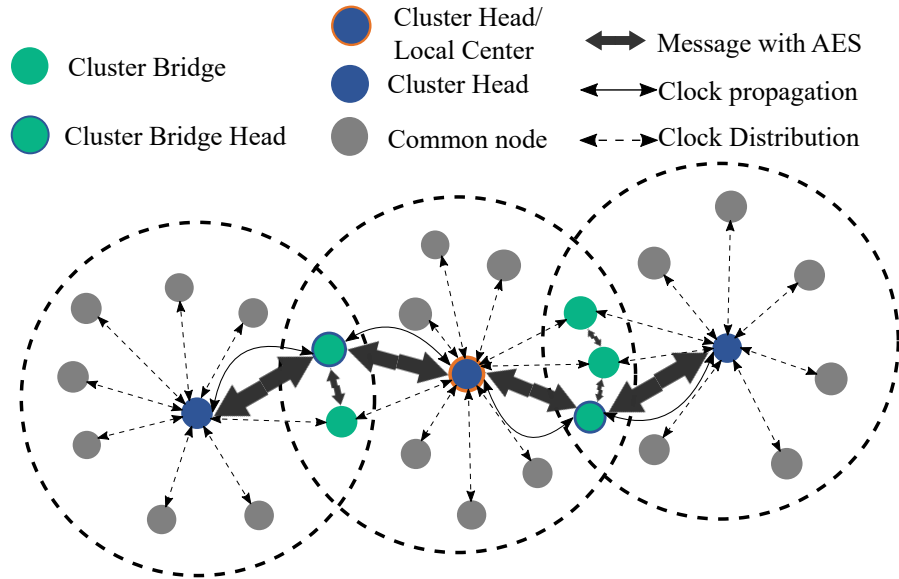 Cluster Bridge
Cluster Bridge Head
Cluster Head/
Local Center
Cluster Head
Common node
Message with AES
Clock propagation
Clock Distribution